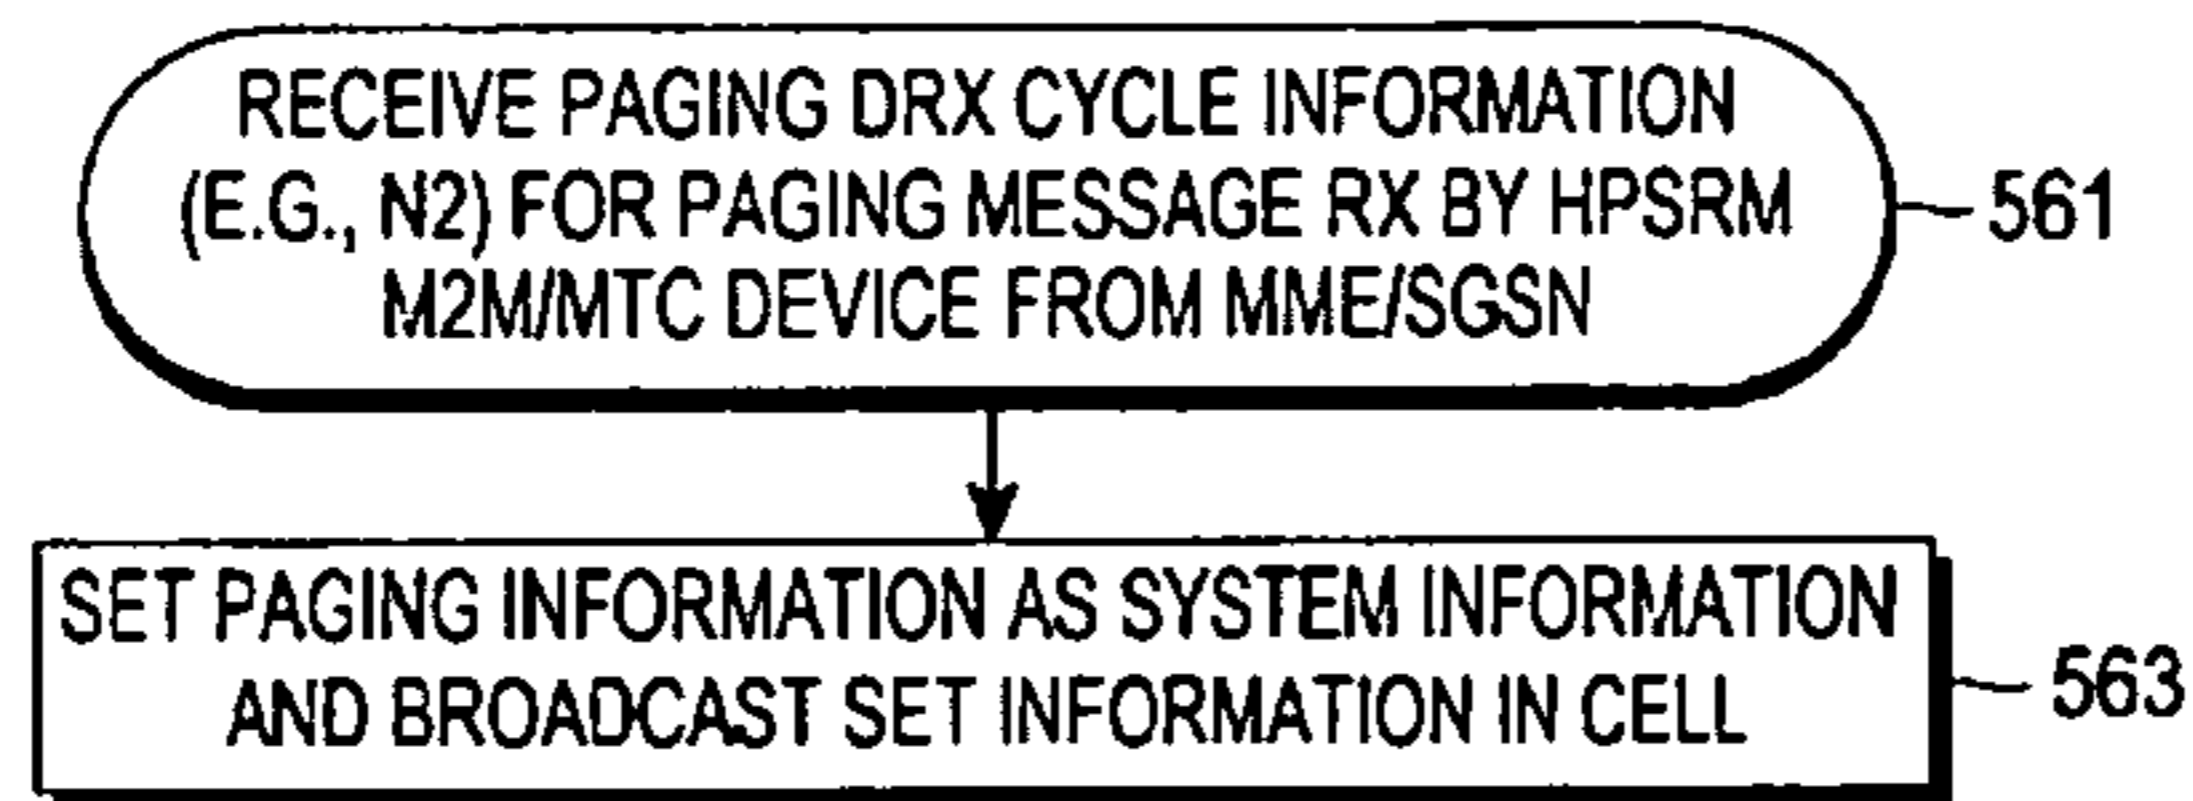 RECEIVE PAGING DRX CYCLE INFORMATION
(E.G., N2) FOR PAGING MESSAGE RX BY HPSRM
M2M/MTC DEVICE FROM MME/SGSN
561
SET PAGING INFORMATION AS SYSTEM INFORMATION
AND BROADCAST SET INFORMATION IN CELL
563